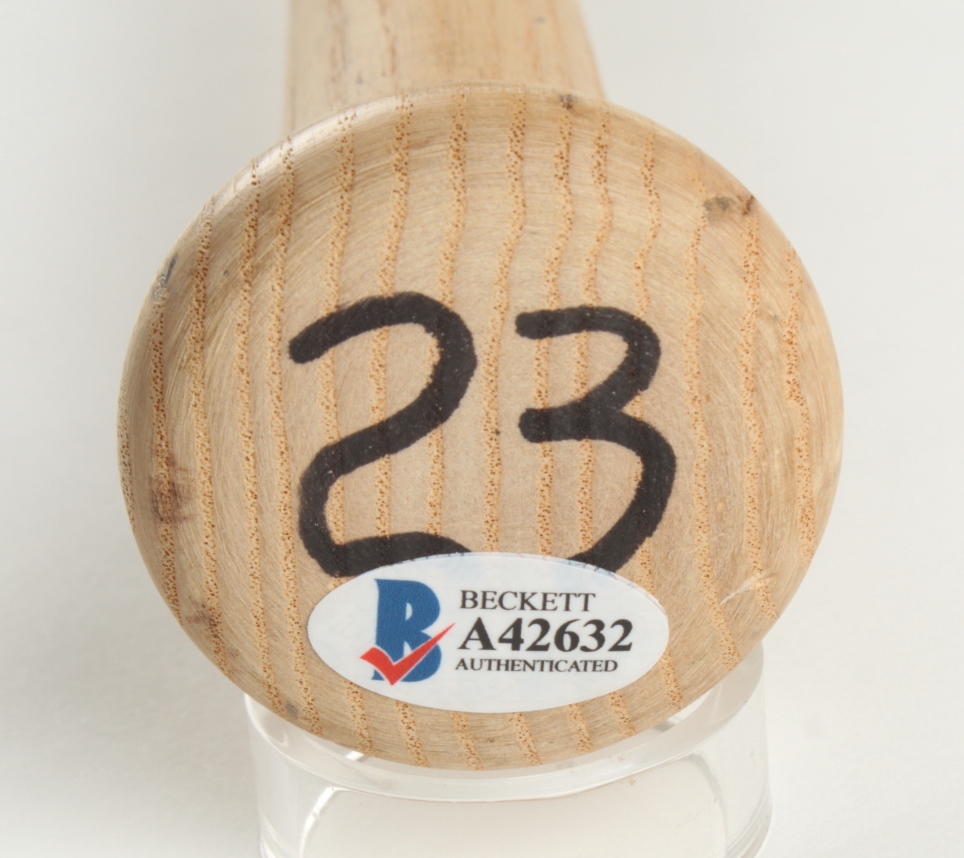 23
BECKETT
A42632
AUTHENTICATED